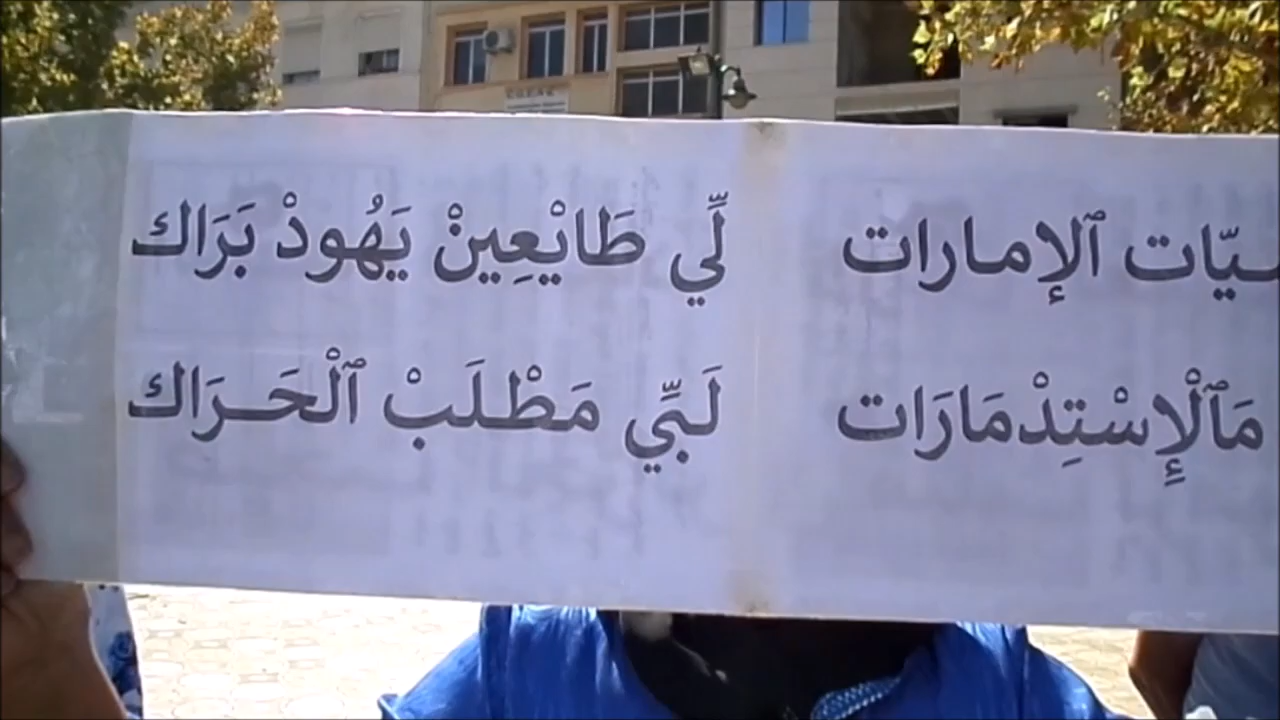 ٱلإمارات
لِّي طَايْعِينْ يَهُودْ بَرَاك
مَٱلْإِسْتِدْمَارَات
لَبِّي مَطْلَبْ ٱلْحَرَاك